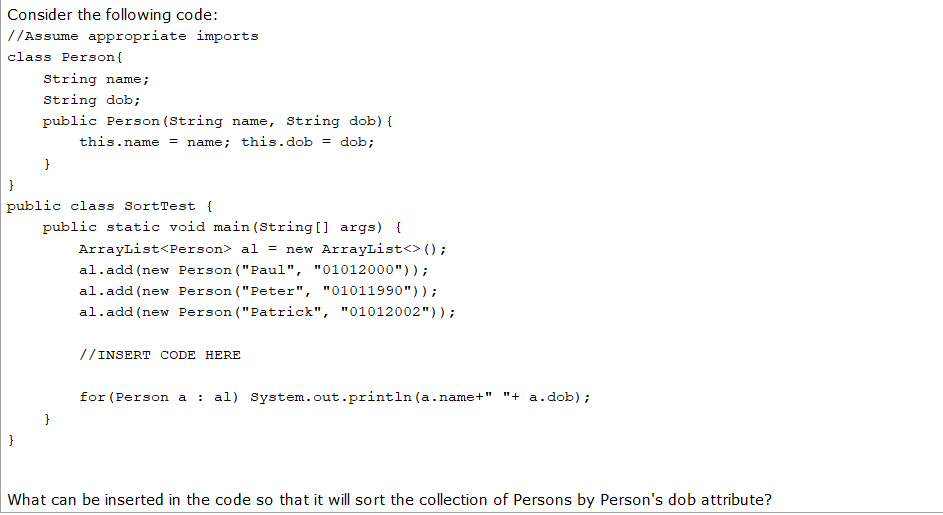 Consider the following code:
//Assume appropriate imports
class Person{
    String name;
    String dob;
    public Person(String name, String dob){
        this.name = name; this.dob = dob;
    }
}
public class SortTest {
    public static void main(String[] args) {
        ArrayList<Person> al = new ArrayList<>();
        al.add(new Person("Paul", "01012000"));
        al.add(new Person("Peter", "01011990"));
        al.add(new Person("Patrick", "01012002"));
        //INSERT CODE HERE
        for(Person a : al) System.out.println(a.name+" "+ a.dob);
    }
}
What can be inserted in the code so that it will sort the collection of Persons by Person's dob attribute?